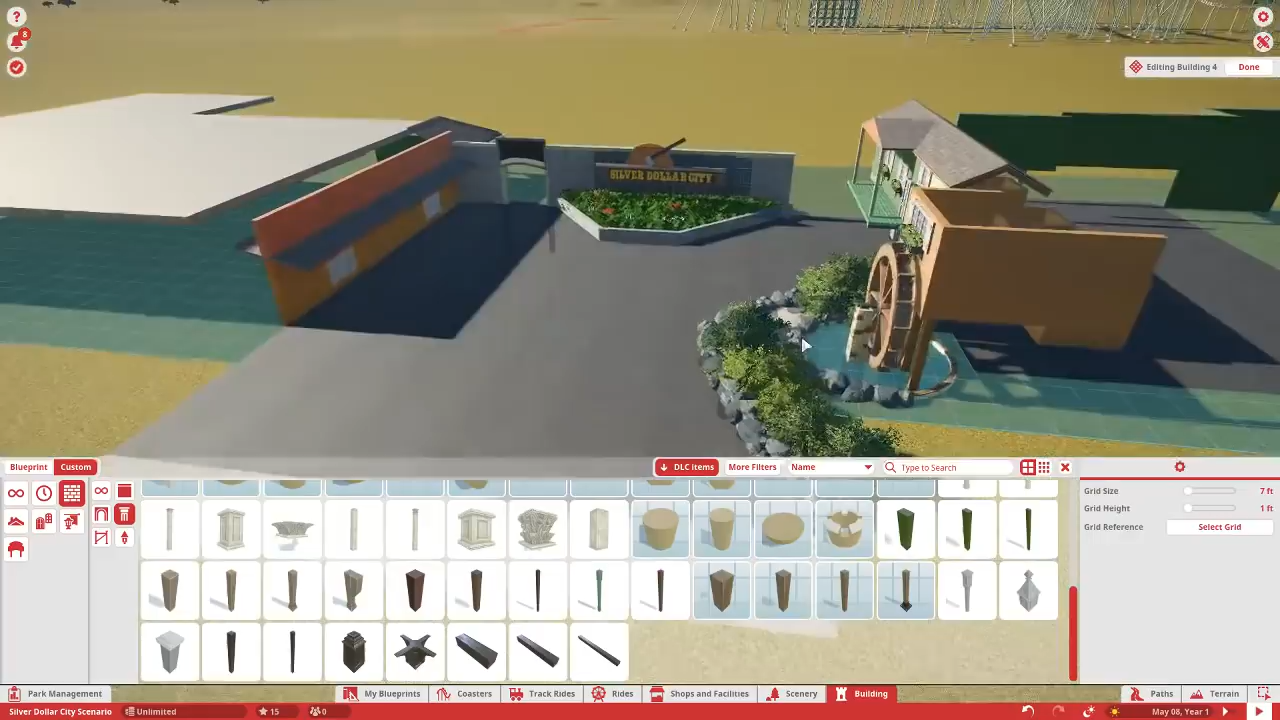 ?
8
Editing Building 4 Done
SILVER DOLLAR CITY
Blueprint Custom DLC Items More Filters Name Type to Search
Grid Size 7 ft
Grid Height 1 ft
Grid Reference Select Grid
Park Management My Blueprints Coasters Track Rides Rides Shops and Facilities Scenery Building Paths Terrain
Silver Dollar City Scenario Unlimited 15 0 May 08, Year 1